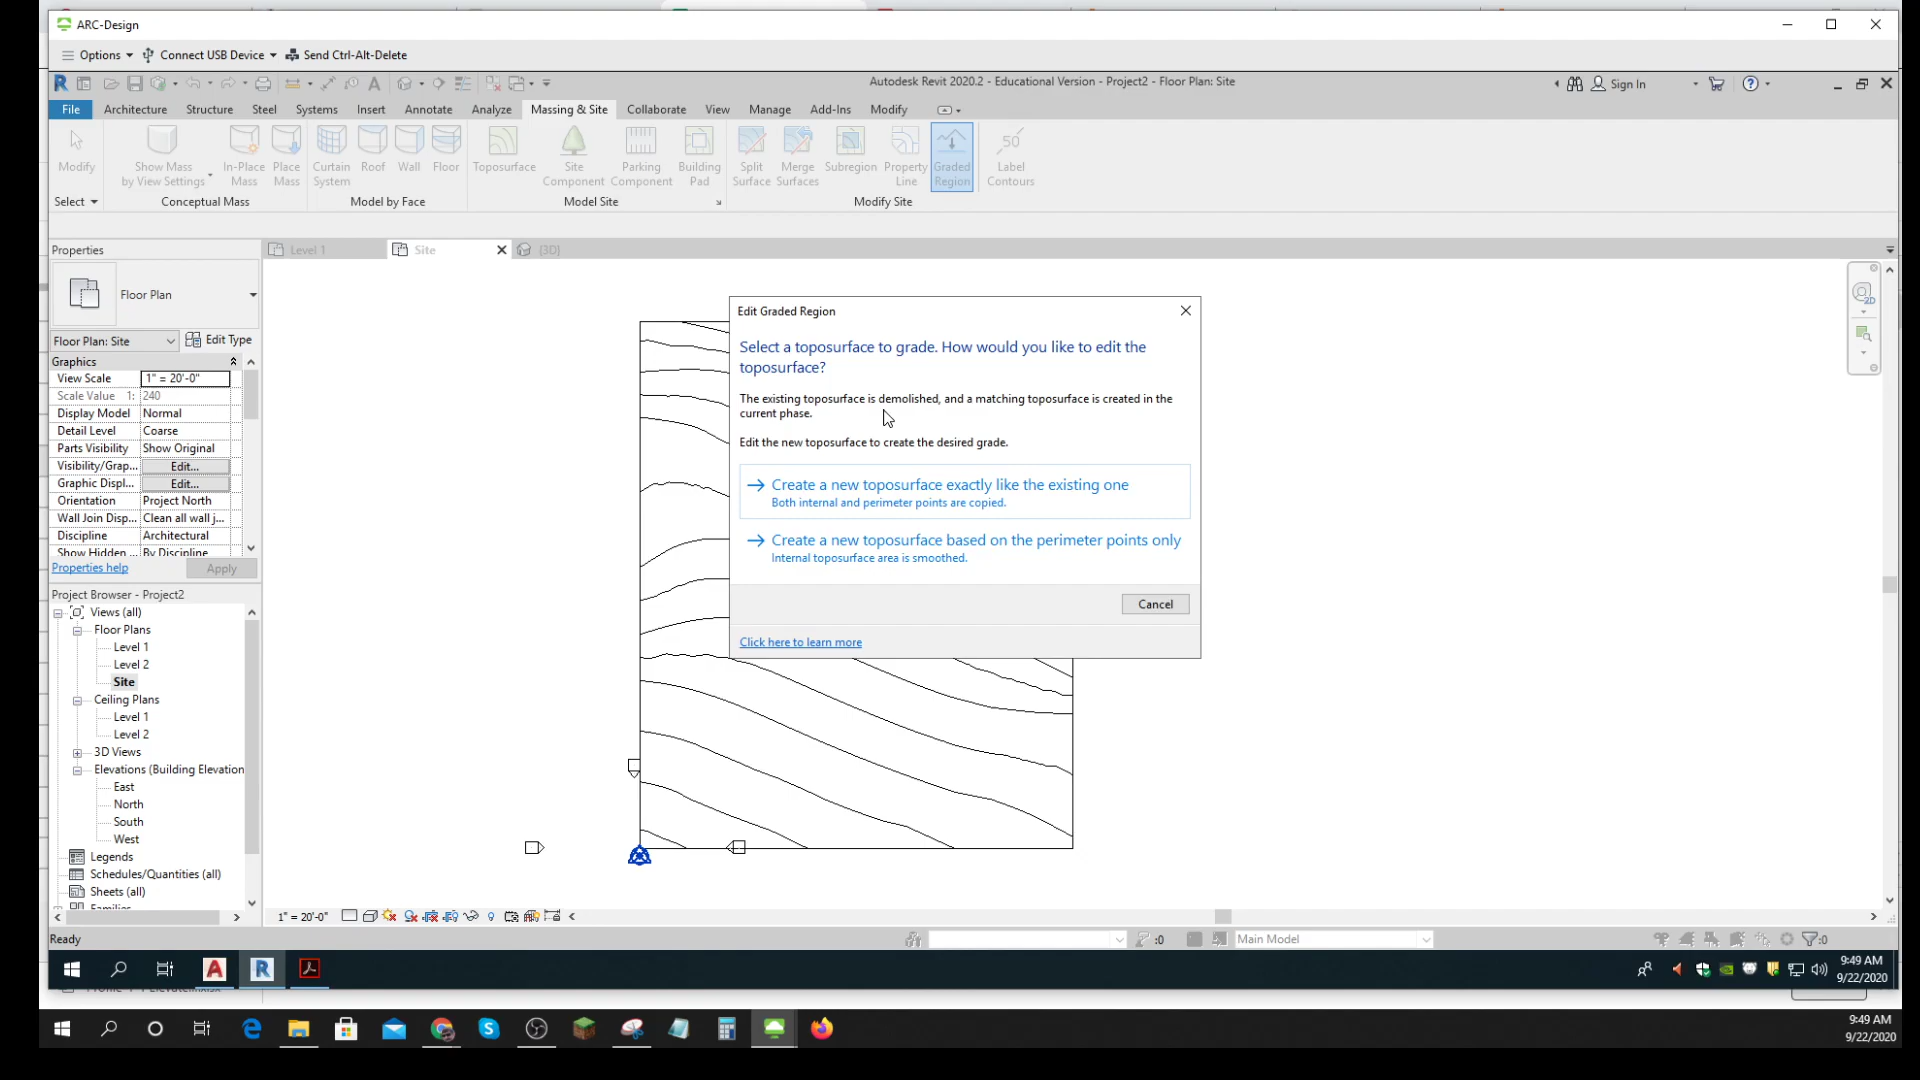 ARC-Design
Options Connect USB Device Send Ctrl-Alt-Delete
Autodesk Revit 2020.2 - Educational Version - Project2 - Floor Plan: Site
Sign In
File Architecture Structure Steel Systems Insert Annotate Analyze Massing & Site Collaborate View Manage Add-Ins Modify
Modify
Show Mass
by View Settings
In-Place
Mass
Place
Mass
Curtain
System
Roof
Wall
Floor
Toposurface
Site
Component
Parking
Component
Building
Pad
Split
Surface
Merge
Surfaces
Subregion
Property
Line
Graded
Region
50
Label
Contours
Select Conceptual Mass Model by Face Model Site Modify Site
Properties
Level 1
Site
(3D)
Floor Plan
Floor Plan: Site Edit Type
Graphics
View Scale 1" = 20'-0"
Scale Value 1: 240
Display Model Normal
Detail Level Coarse
Parts Visibility Show Original
Visibility/Grap... Edit...
Graphic Displ... Edit...
Orientation Project North
Wall Join Disp... Clean all wall j...
Discipline Architectural
Show Hidden ... By Discipline
Properties help Apply
Project Browser - Project2
Views (all)
Floor Plans
Level 1
Level 2
Site
Ceiling Plans
Level 1
Level 2
3D Views
Elevations (Building Elevation
East
North
South
West
Legends
Schedules/Quantities (all)
Sheets (all)
Families
Edit Graded Region
Select a toposurface to grade. How would you like to edit the
toposurface?
The existing toposurface is demolished, and a matching toposurface is created in the
current phase.
Edit the new toposurface to create the desired grade.
Create a new toposurface exactly like the existing one
Both internal and perimeter points are copied.
Create a new toposurface based on the perimeter points only
Internal toposurface area is smoothed.
Cancel
Click here to learn more
2D
1" = 20'-0"
Ready
:0
Main Model
:0
9:49 AM
9/22/2020
9:49 AM
9/22/2020